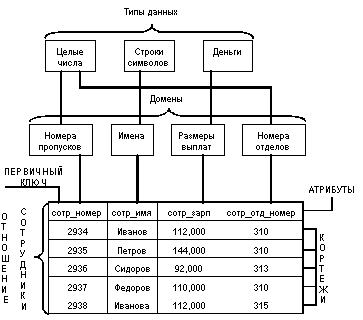 Типы данных
Целые числа
Строки символов
Деньги
Домены
Номера пропусков
Имена
Размеры выплат
Номера отделов
ПЕРВИЧНЫЙ КЛЮЧ
АТРИБУТЫ
ОТНОШЕНИЕ
СОТРУДНИКИ
КОРТЕЖИ
сотр_номер сотр_имя сотр_зарп сотр_отд_номер
2934 Иванов 112,000 310
2935 Петров 144,000 310
2936 Сидоров 92,000 313
2937 Федоров 110,000 310
2938 Иванова 112,000 315